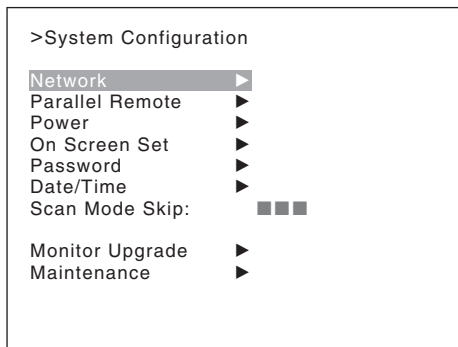 >System Configuration
Network ▶
Parallel Remote ▶
Power ▶
On Screen Set ▶
Password ▶
Date/Time ▶
Scan Mode Skip: ■■■
Monitor Upgrade ▶
Maintenance ▶